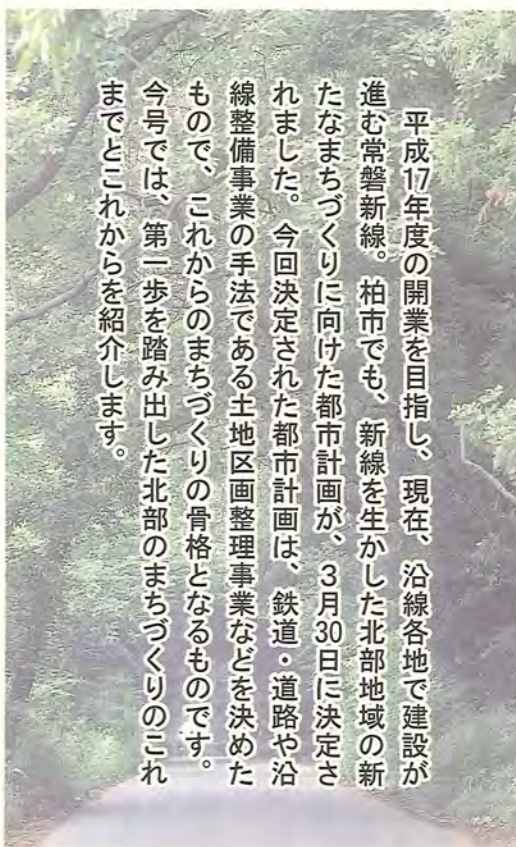 平成17年度の開業を目指し、現在、沿線各地で建設が
進む常磐新線。柏市でも、新線を生かした北部地域の新
たなまちづくりに向けた都市計画が、3月30日に決定さ
れました。今回決定された都市計画は、鉄道・道路や沿
線整備事業の手法である土地区画整理事業などを決めた
もので、これからのまちづくりの骨格となるものです。
今号では、第一歩を踏み出した北部のまちづくりのこれ
までとこれからを紹介します。